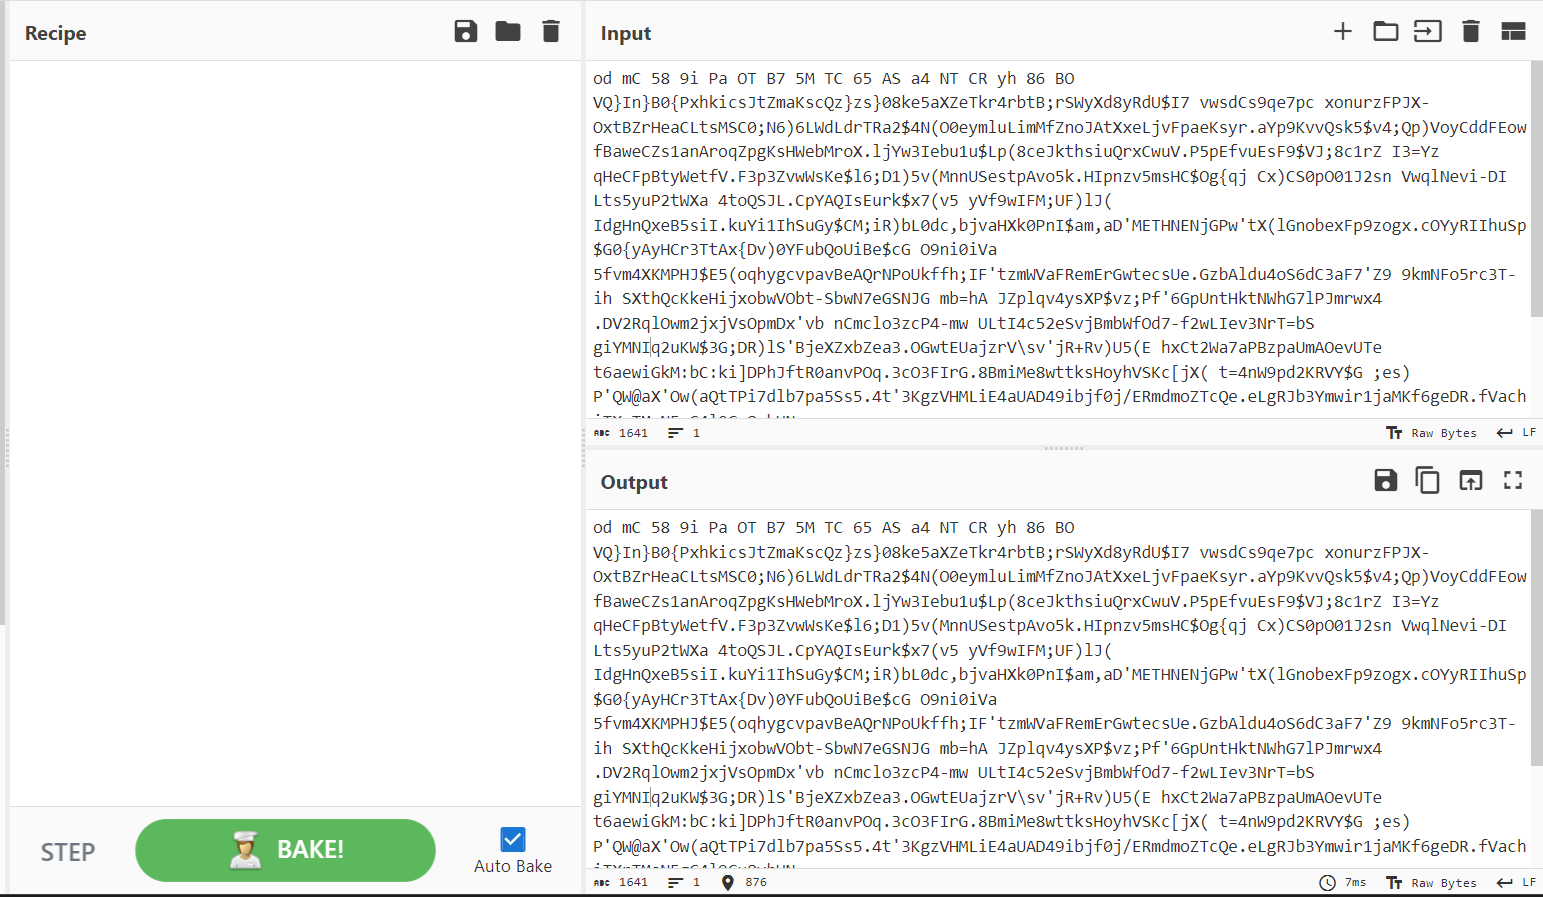 Recipe
Input
od mC 58 9i Pa OT B7 5M TC 65 AS a4 NT CR yh 86 BO
VQ}In}B0{PxhkicsJtZmaKscQz}zs}08ke5aXZeTkr4rbtB;rSWyXd8yRdU$I7 vwsdCs9qe7pc xonurzFPJX-
OxtBZrHeaCLtsMSC0;N6)6LWdLdrTRa2$4N(O0eymluLimMfZnoJAtXxeLjvFpaeKsyr.aYp9KvvQsk5$v4;Qp)VoyCddFEow
fBaweCZs1anAroqZpgKsHWebMroX.ljYw3Iebu1u$Lp(8ceJkthsiuQrxCwuV.P5pEfvuEsF9$VJ;8c1rZ I3=Yz
qHeCFpBtyWetfV.F3p3ZvwWsKe$l6;D1)5v(MnnUSestpAvo5k.HIpnzv5msHC$Og{qj Cx)CS0pO01J2sn VwqlNevi-DI
Lts5yuP2tWXa 4toQSJL.CpYAQIsEurk$x7(v5 yVf9wIFM;UF)lJ(
IdgHnQxeB5siI.kuYi1IhSuGy$CM;iR)bL0dc,bjvaHXk0PnI$am,aD'METHNENjGPw'tX(lGnobexFp9zogx.cOYyRIIhuSp
$G0{yAyHCr3TtAx{Dv)0YFubQoUiBe$cG O9ni0iVa
5fvm4XKMPHJ$E5(oqhygcvpavBeAQrNPoUkffh;IF'tzmWVaFRemErGwtecsUe.GzbAldu4oS6dC3aF7'Z9 9kmNFo5rc3T-
ih SXthQcKkeHijxobwVObt-SbwN7eGSNJG mb=hA JZplqv4ysXP$vz;Pf'6GpUntHktNWhG7lPJmrwx4
.DV2RqlOwm2jxjVsOpmDx'vb nCmclo3zcP4-mw ULtI4c52eSvjBmbWfOd7-f2wLIev3NrT=bS
giYMNIq2uKW$3G;DR)lS'BjeXZxbZea3.OGwtEUajzrV\sv'jR+Rv)U5(E hxCt2Wa7aPBzpaUmAOevUTe
t6aewiGkM:bC:ki]DPhJftR0anvPOq.3cO3FIrG.8BmiMe8wttksHoyhVSKc[jX( t=4nW9pd2KRVY$G ;es)
P'QW@aX'Ow(aQtTPi7dlb7pa5Ss5.4t'3KgzVHMLiE4aUAD49ibjf0j/ERmdmoZTcQe.eLgRJb3Ymwir1jaMKf6geDR.fVach
ABC 1641 1 Raw Bytes LF
Output
od mC 58 9i Pa OT B7 5M TC 65 AS a4 NT CR yh 86 BO
VQ}In}B0{PxhkicsJtZmaKscQz}zs}08ke5aXZeTkr4rbtB;rSWyXd8yRdU$I7 vwsdCs9qe7pc xonurzFPJX-
OxtBZrHeaCLtsMSC0;N6)6LWdLdrTRa2$4N(O0eymluLimMfZnoJAtXxeLjvFpaeKsyr.aYp9KvvQsk5$v4;Qp)VoyCddFEow
fBaweCZs1anAroqZpgKsHWebMroX.ljYw3Iebu1u$Lp(8ceJkthsiuQrxCwuV.P5pEfvuEsF9$VJ;8c1rZ I3=Yz
qHeCFpBtyWetfV.F3p3ZvwWsKe$l6;D1)5v(MnnUSestpAvo5k.HIpnzv5msHC$Og{qj Cx)CS0pO01J2sn VwqlNevi-DI
Lts5yuP2tWXa 4toQSJL.CpYAQIsEurk$x7(v5 yVf9wIFM;UF)lJ(
IdgHnQxeB5siI.kuYi1IhSuGy$CM;iR)bL0dc,bjvaHXk0PnI$am,aD'METHNENjGPw'tX(lGnobexFp9zogx.cOYyRIIhuSp
$G0{yAyHCr3TtAx{Dv)0YFubQoUiBe$cG O9ni0iVa
5fvm4XKMPHJ$E5(oqhygcvpavBeAQrNPoUkffh;IF'tzmWVaFRemErGwtecsUe.GzbAldu4oS6dC3aF7'Z9 9kmNFo5rc3T-
ih SXthQcKkeHijxobwVObt-SbwN7eGSNJG mb=hA JZplqv4ysXP$vz;Pf'6GpUntHktNWhG7lPJmrwx4
.DV2RqlOwm2jxjVsOpmDx'vb nCmclo3zcP4-mw ULtI4c52eSvjBmbWfOd7-f2wLIev3NrT=bS
giYMNIq2uKW$3G;DR)lS'BjeXZxbZea3.OGwtEUajzrV\sv'jR+Rv)U5(E hxCt2Wa7aPBzpaUmAOevUTe
t6aewiGkM:bC:ki]DPhJftR0anvPOq.3cO3FIrG.8BmiMe8wttksHoyhVSKc[jX( t=4nW9pd2KRVY$G ;es)
P'QW@aX'Ow(aQtTPi7dlb7pa5Ss5.4t'3KgzVHMLiE4aUAD49ibjf0j/ERmdmoZTcQe.eLgRJb3Ymwir1jaMKf6geDR.fVach
ABC 1641 1 876 7ms Raw Bytes LF
STEP
BAKE!
Auto Bake